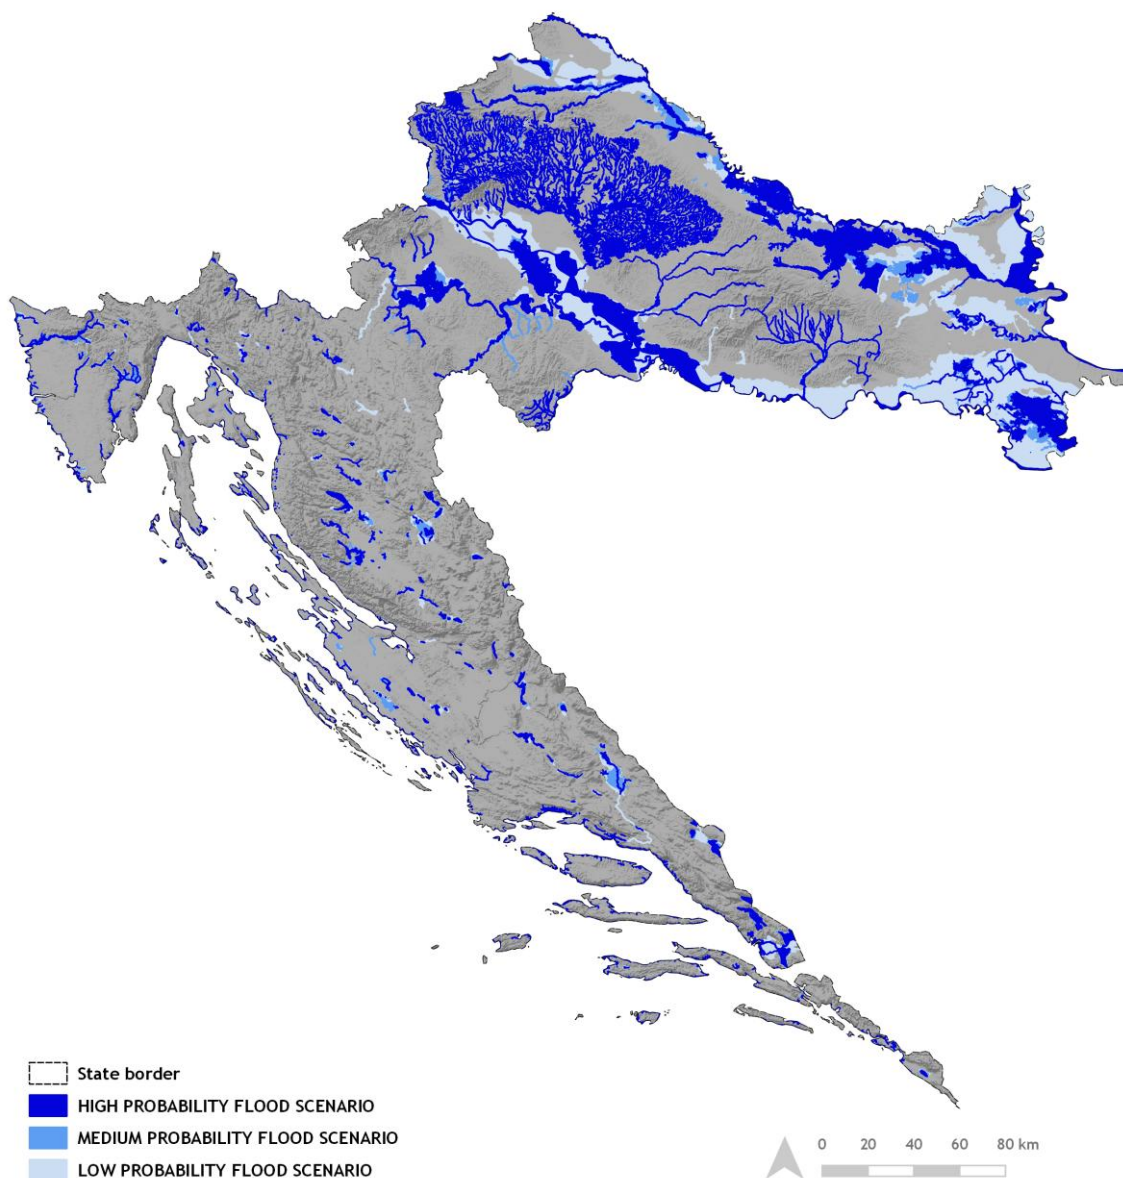 State border
HIGH PROBABILITY FLOOD SCENARIO
MEDIUM PROBABILITY FLOOD SCENARIO
LOW PROBABILITY FLOOD SCENARIO
0 20 40 60 80 km